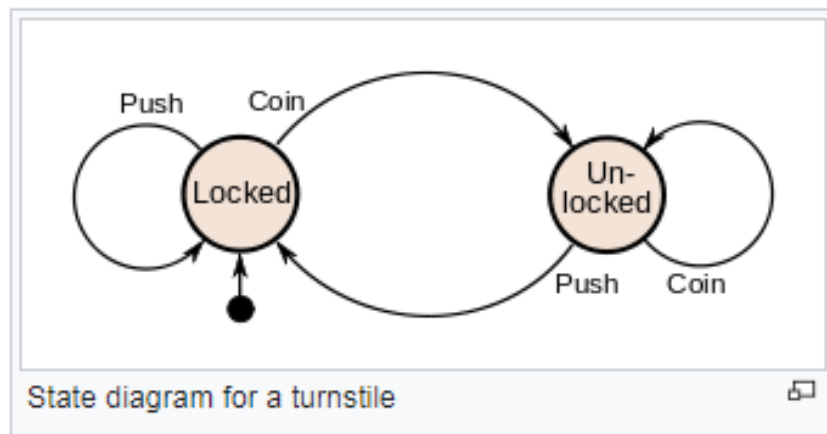 Push
Coin
Locked
Un-
locked
Push
Coin
State diagram for a turnstile